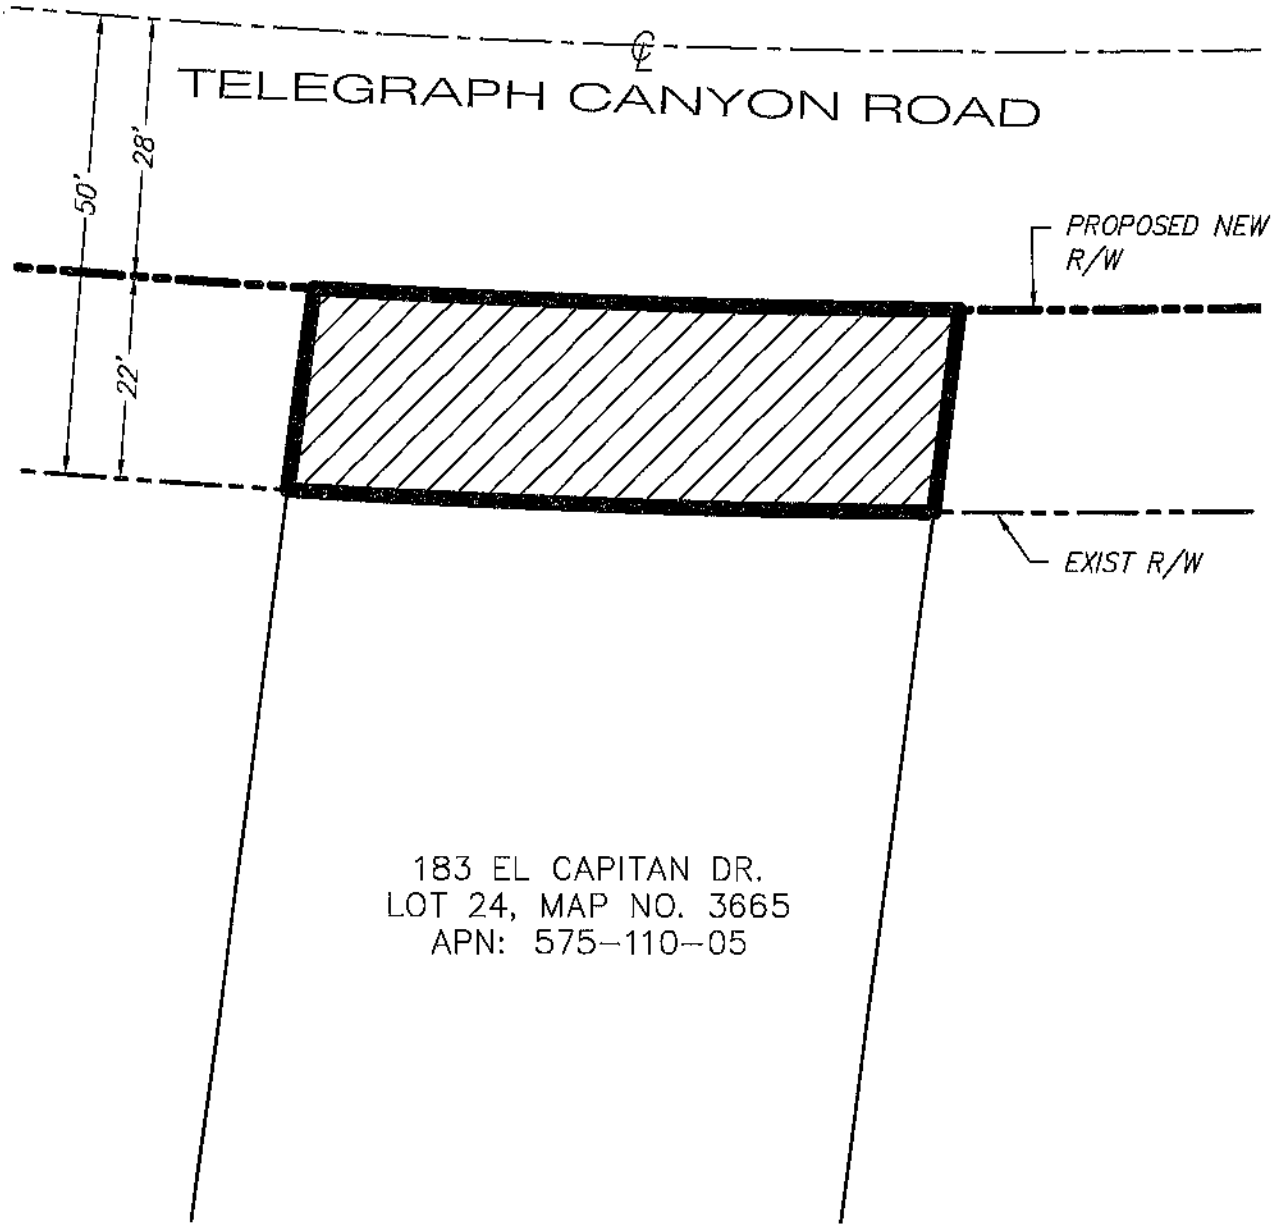 ℄
TELEGRAPH CANYON ROAD
28'
50'
PROPOSED NEW
R/W
22'
EXIST R/W
183 EL CAPITAN DR.
LOT 24, MAP NO. 3665
APN: 575-110-05